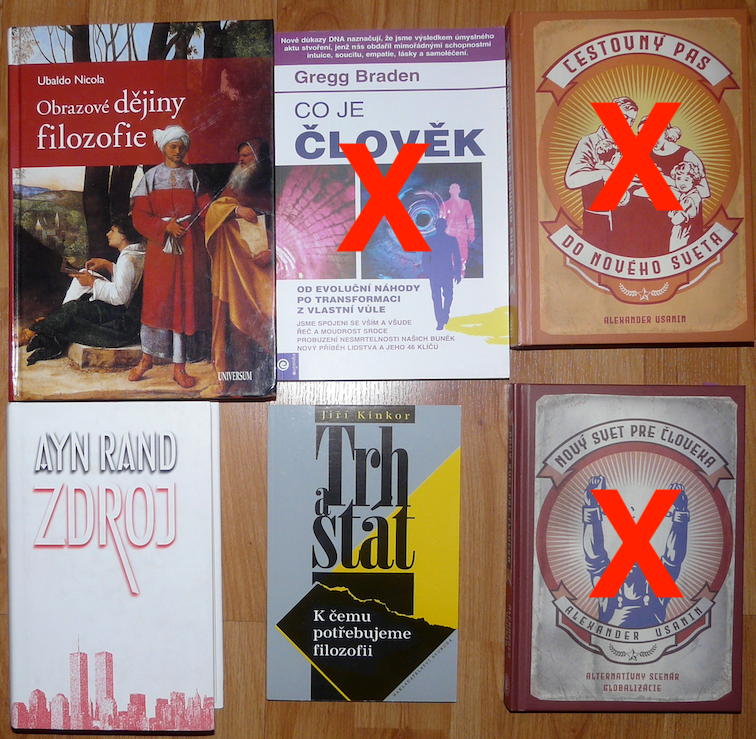 Ubaldo Nicola
Obrazové dějiny
filozofie
UNIVERSUM
Nové důkazy DNA naznačují, že jsme výsledkem úmyslného
aktu stvoření, jenž nás obdařil mimořádnými schopnostmi
intuice, soucitu, empatie, lásky a samoléčení.
Gregg Braden
CO JE
ČLOVĚK
X
OD EVOLUČNÍ NÁHODY
PO TRANSFORMACI
Z VLASTNÍ VŮLE
JSME SPOJENI SE VŠÍM A VŠUDE
ŘEČ A MOUDROST SRDCE
PROBUZENÍ NESMRTELNOSTI NAŠICH BUNĚK
NOVÝ PŘÍBĚH LIDSTVA A JEHO 46 KLÍČŮ
CESTOVNÝ PAS
X
DO NOVÉHO SVETA
ALEXANDER USANIN
AYN RAND
ZDROJ
Jiří Kinkor
Trh
a
stát
K čemu
potřebujeme
filozofii
NOVÝ SVET PRE ČLOVEKA
X
ALEXANDER USANIN
ALTERNATÍVNY SCENÁR
GLOBALIZÁCIE